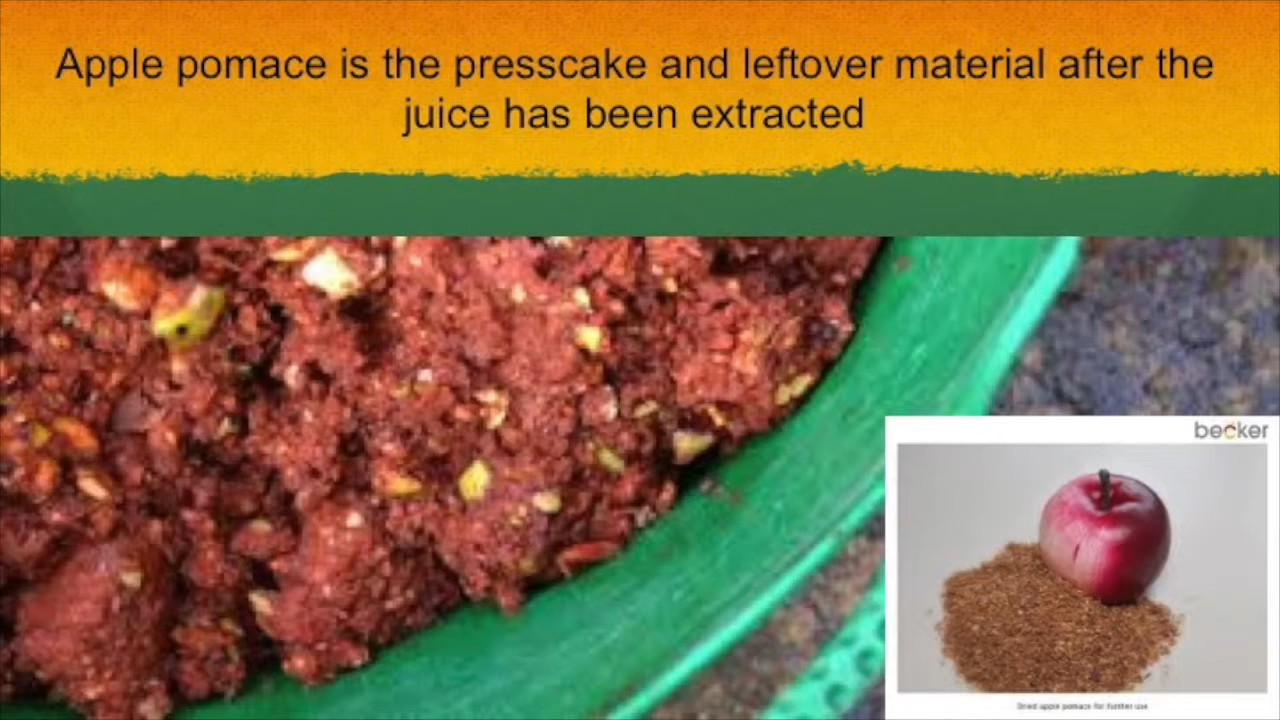 Apple pomace is the presscake and leftover material after the
juice has been extracted
becker
Dried apple pomace for further use